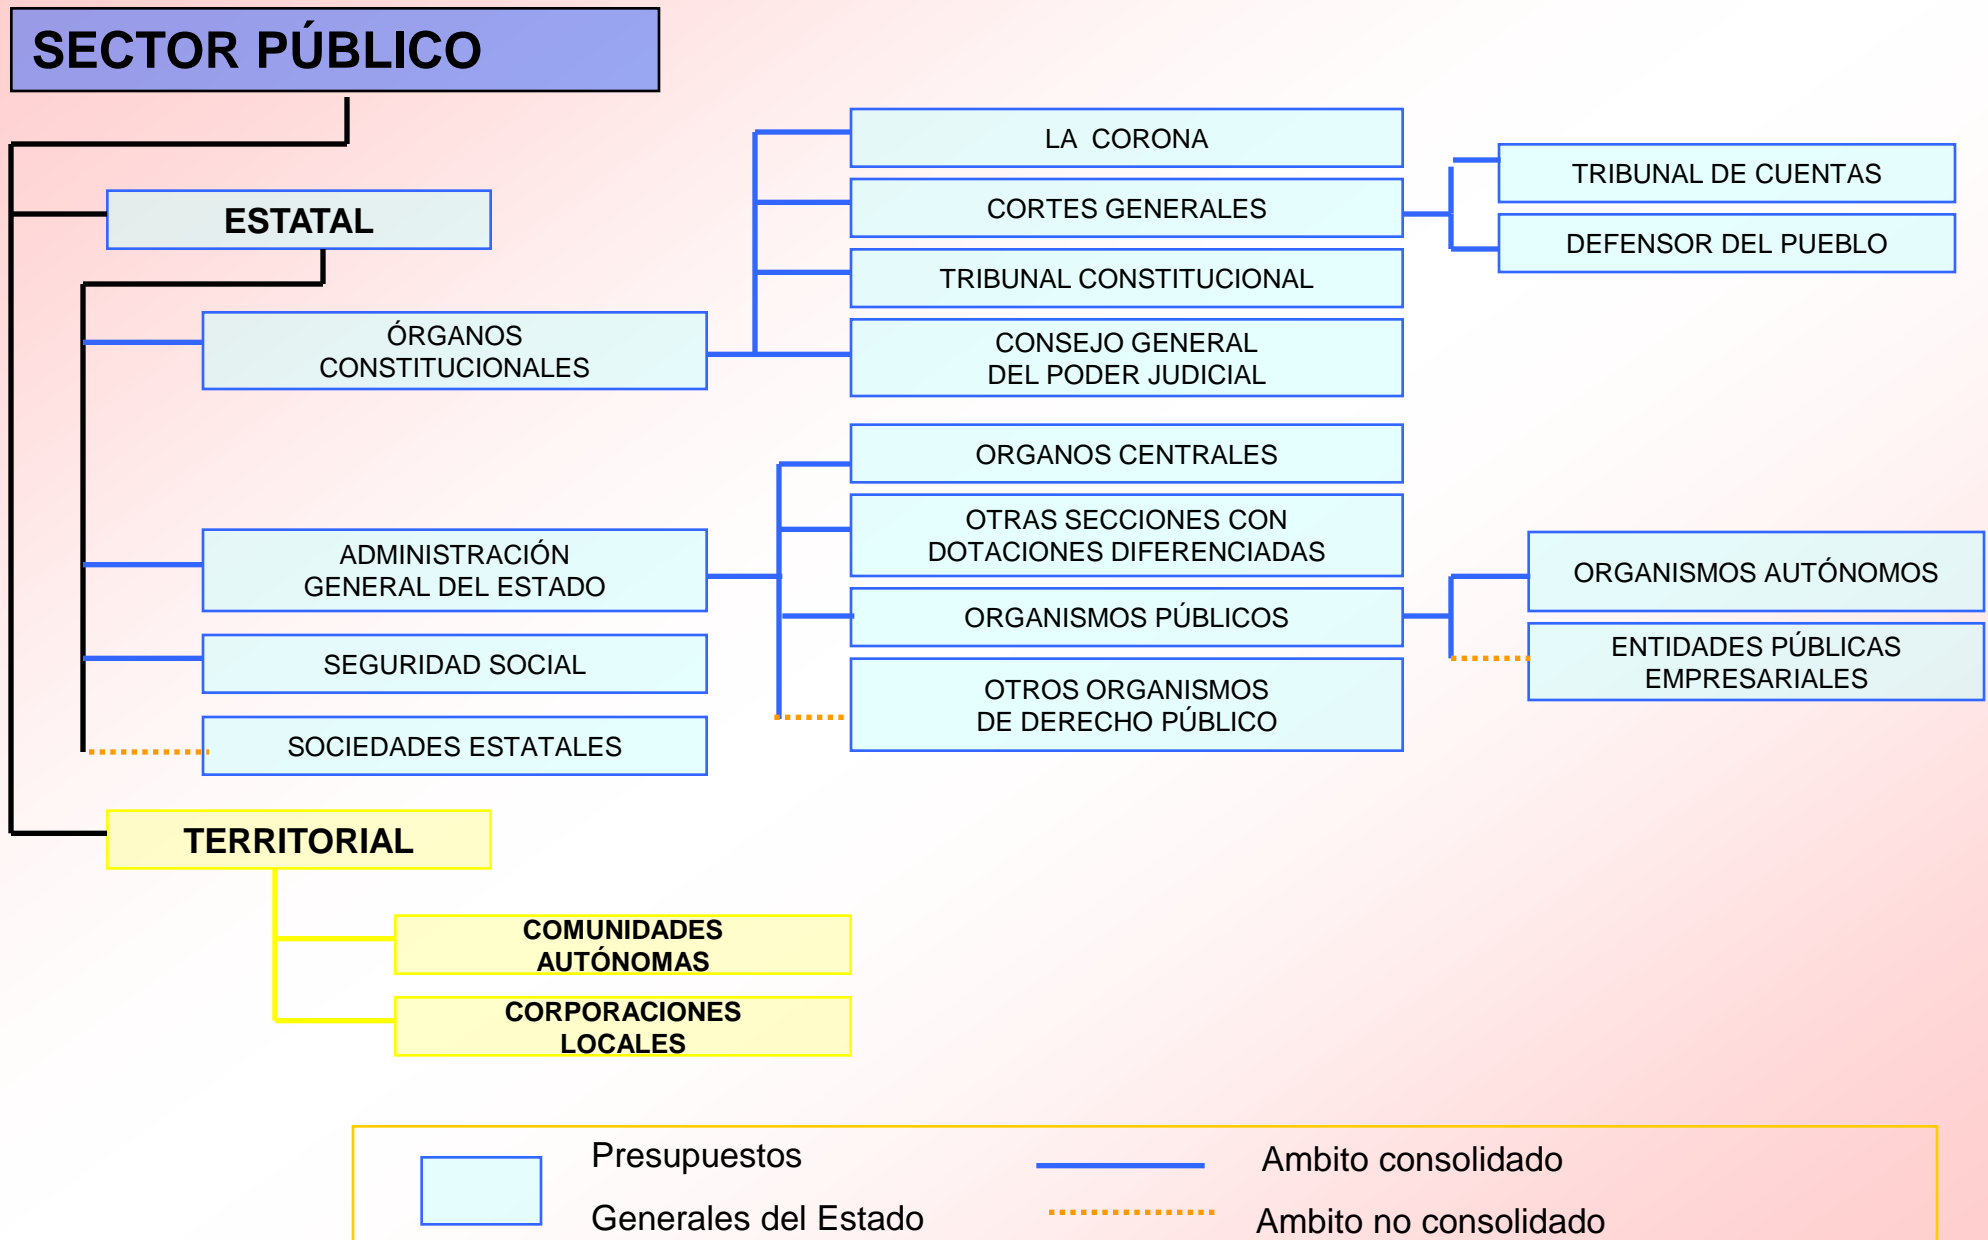 SECTOR PÚBLICO
ESTATAL
ÓRGANOS
CONSTITUCIONALES
LA CORONA
CORTES GENERALES
TRIBUNAL DE CUENTAS
DEFENSOR DEL PUEBLO
TRIBUNAL CONSTITUCIONAL
CONSEJO GENERAL
DEL PODER JUDICIAL
ADMINISTRACIÓN
GENERAL DEL ESTADO
ORGANOS CENTRALES
OTRAS SECCIONES CON
DOTACIONES DIFERENCIADAS
ORGANISMOS PÚBLICOS
ORGANISMOS AUTÓNOMOS
ENTIDADES PÚBLICAS
EMPRESARIALES
OTROS ORGANISMOS
DE DERECHO PÚBLICO
SEGURIDAD SOCIAL
SOCIEDADES ESTATALES
TERRITORIAL
COMUNIDADES
AUTÓNOMAS
CORPORACIONES
LOCALES
Presupuestos
Generales del Estado
Ambito consolidado
Ambito no consolidado